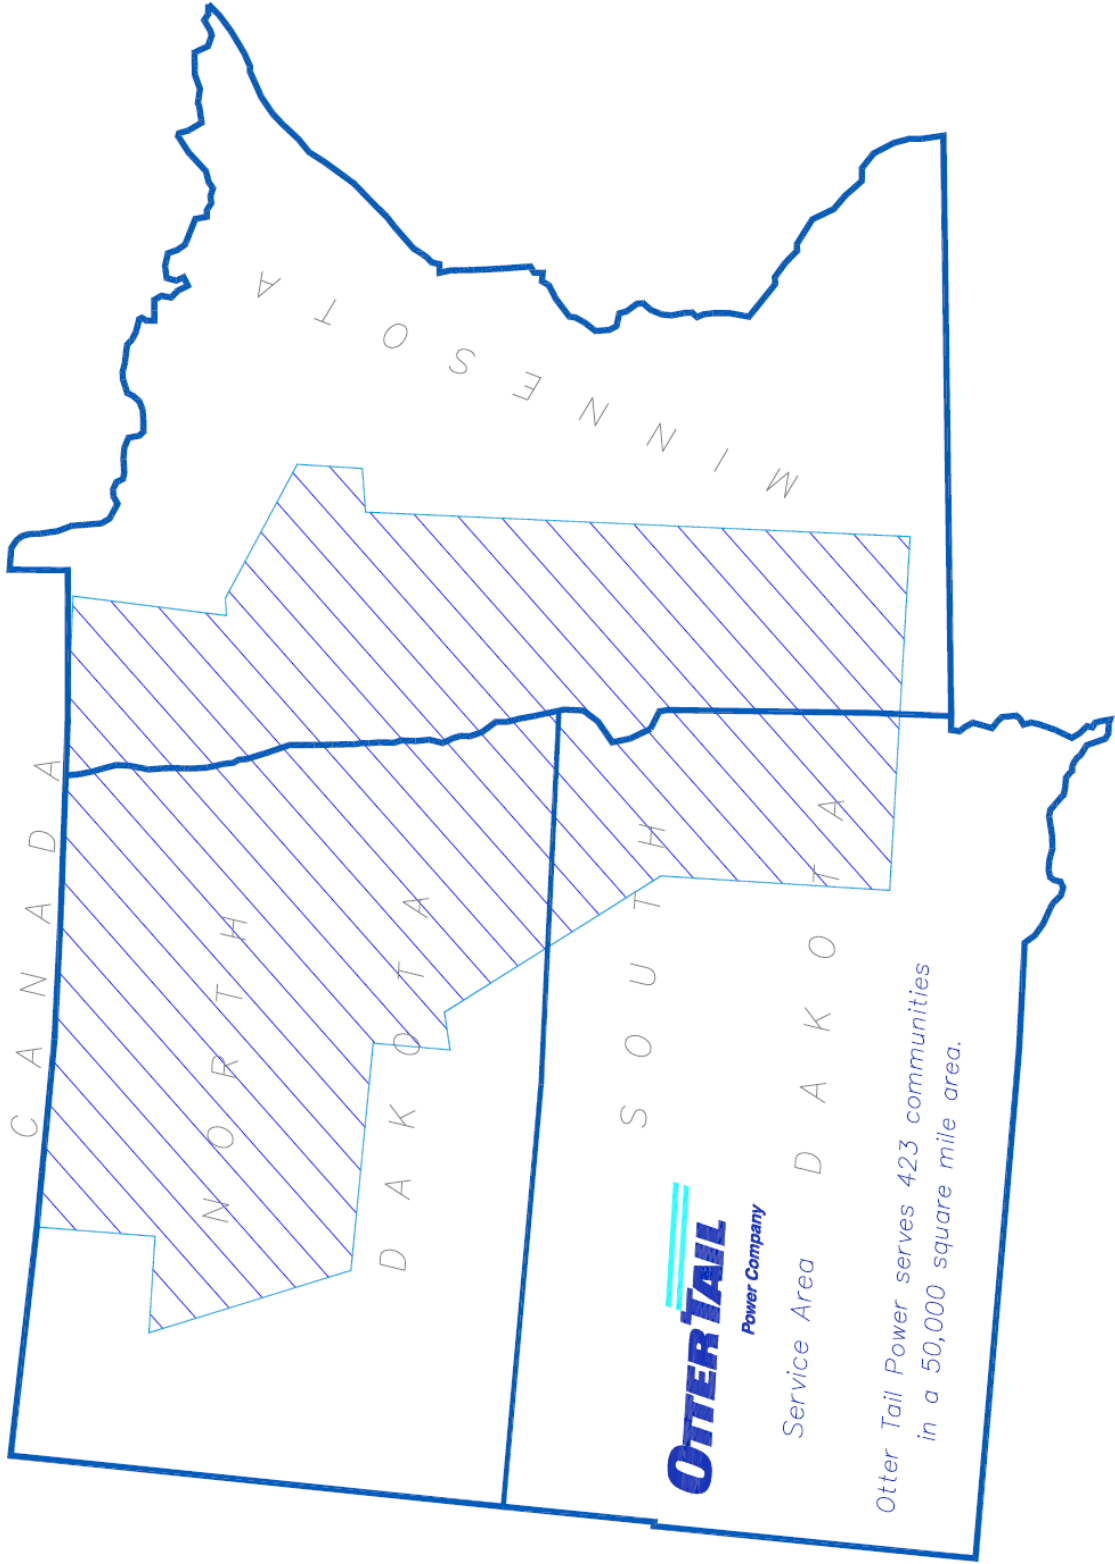 CANADA
NORTH
DAKOTA
MINNESOTA
SOUTH
DAKOTA
OTTER TAIL
Power Company
Service Area
Otter Tail Power serves 423 communities
in a 50,000 square mile area.